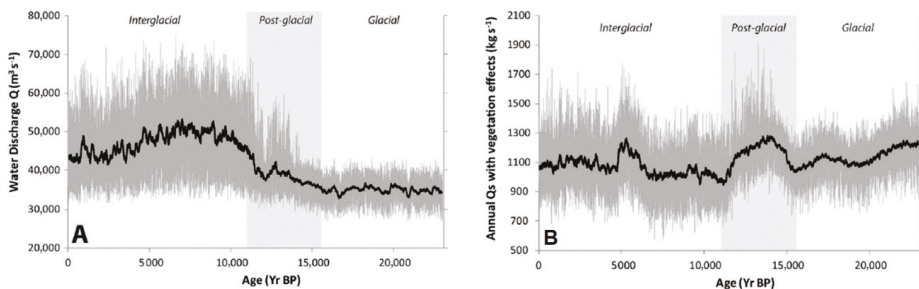 80,000
70,000
60,000
50,000
40,000
30,000
20,000
Water Discharge Q (m³ s⁻¹)
Interglacial
Post-glacial
Glacial
A
0
5000
10,000
15,000
20,000
Age (Yr BP)
2100
1900
1700
1500
1300
1100
900
700
500
Annual Qs with vegetation effects (kg s⁻¹)
Interglacial
Post-glacial
Glacial
B
0
5000
10,000
15,000
20,000
Age (Yr BP)